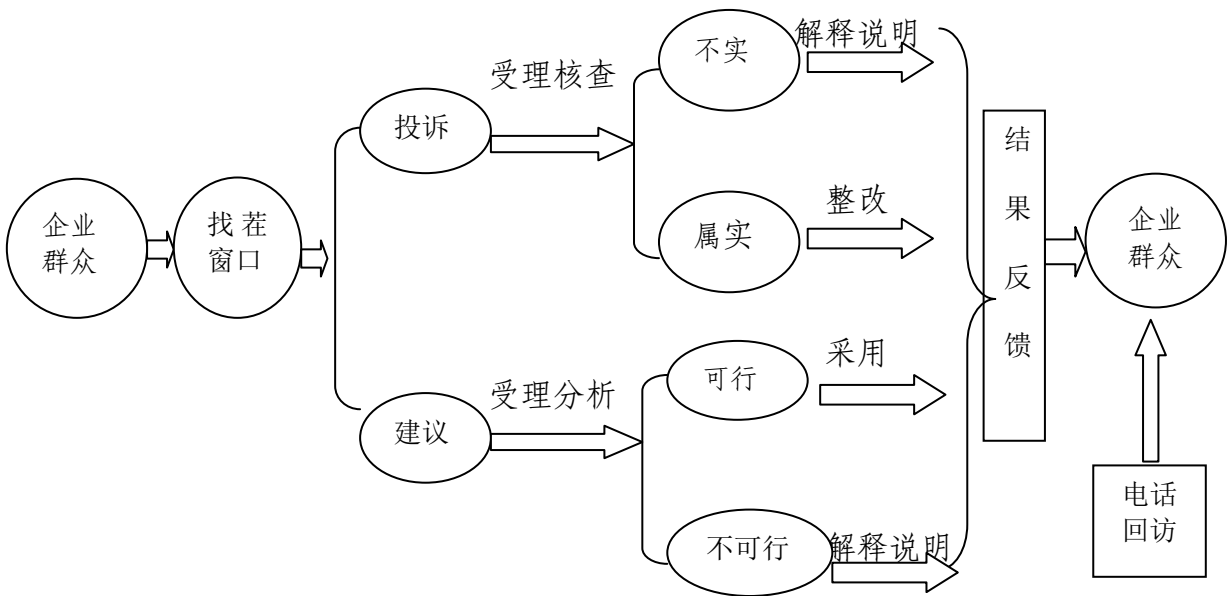 企业
群众
找 茬
窗口
投诉
受理核查
不实
解释说明
属实
整改
建议
受理分析
可行
采用
不可行
解释说明
结
果
反
馈
企业
群众
电话
回访